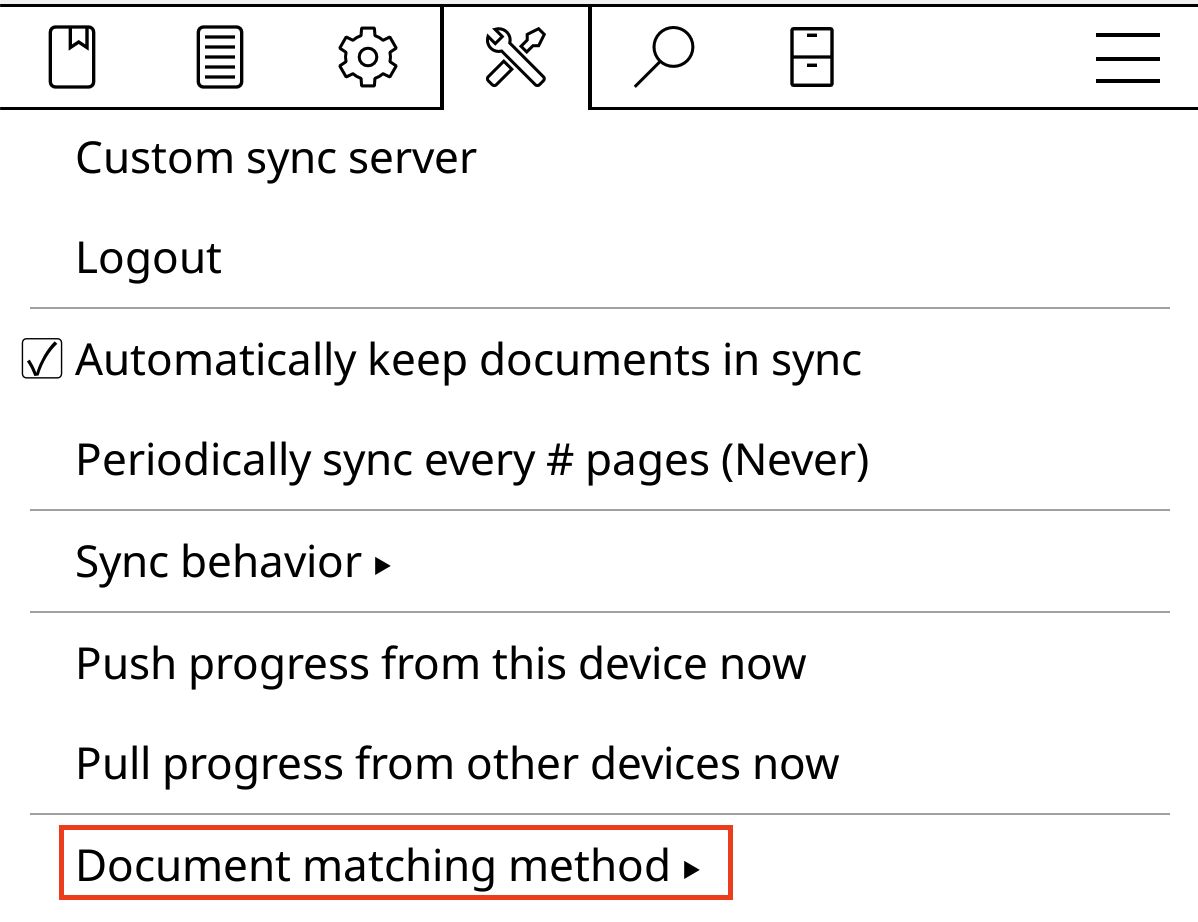 Custom sync server
Logout
Automatically keep documents in sync
Periodically sync every # pages (Never)
Sync behavior ▸
Push progress from this device now
Pull progress from other devices now
Document matching method ▸